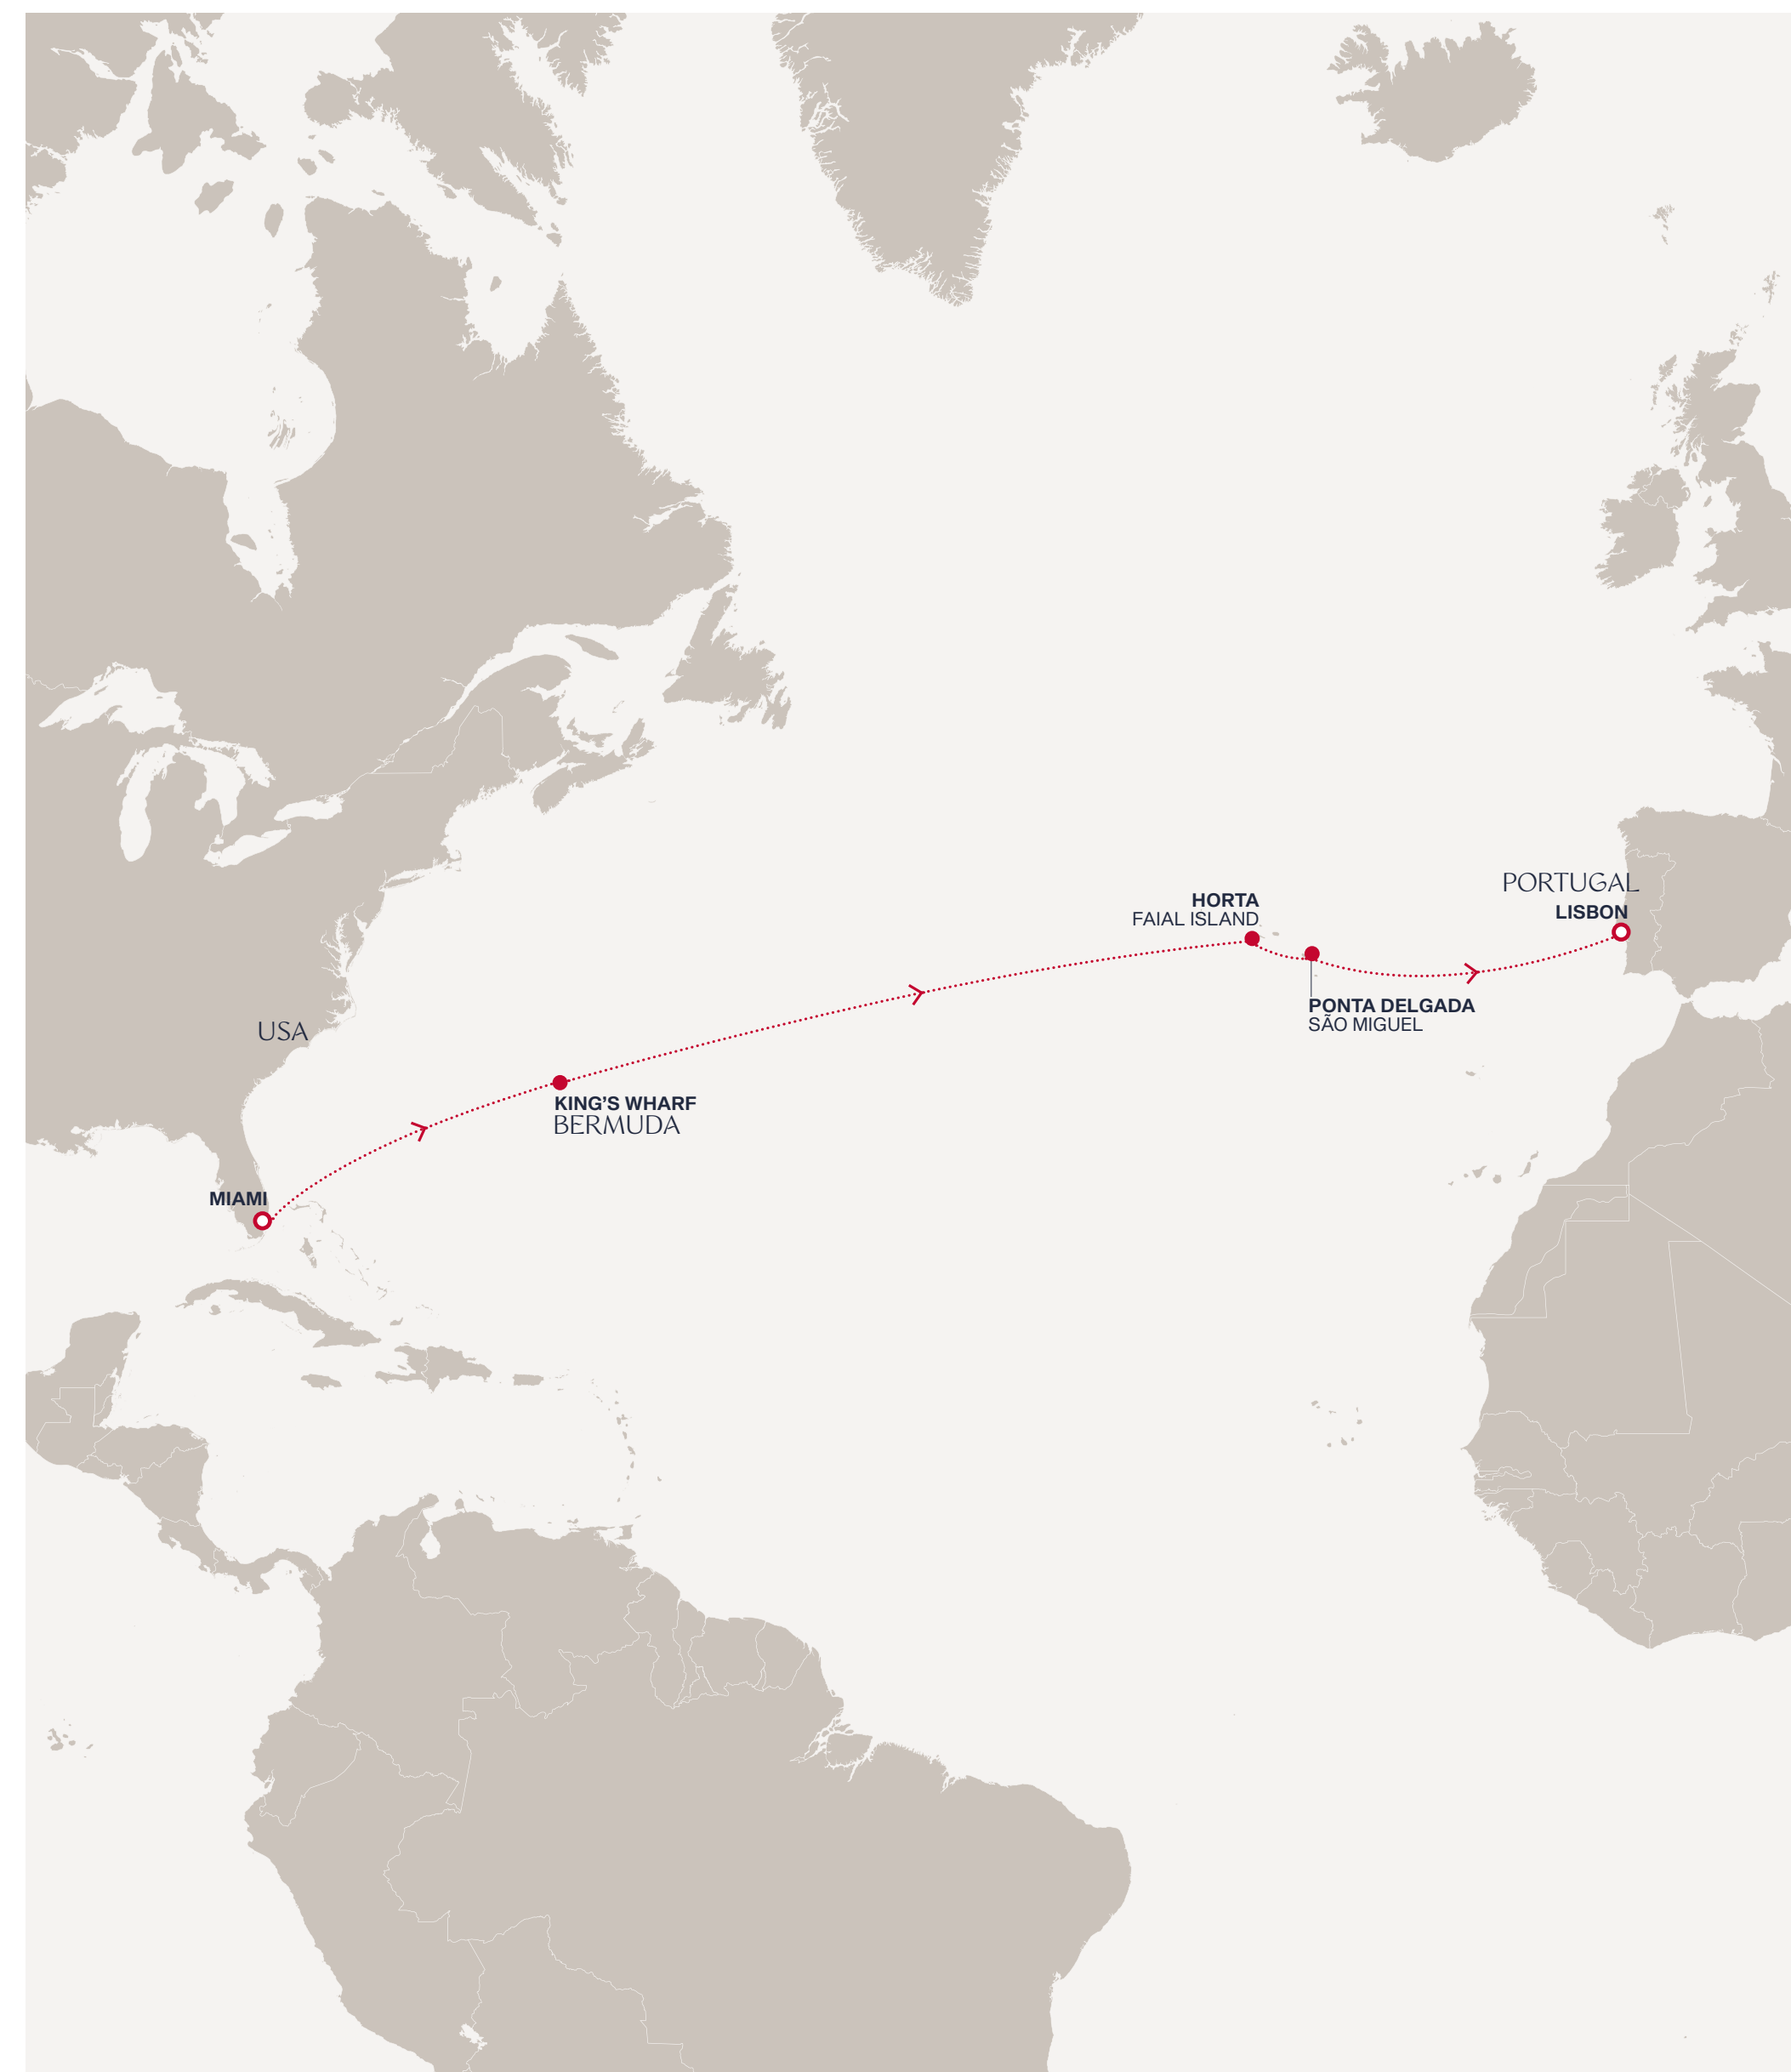 HORTA
FAIAL ISLAND
PORTUGAL
LISBON
PONTA DELGADA
SÃO MIGUEL
USA
KING’S WHARF
BERMUDA
MIAMI